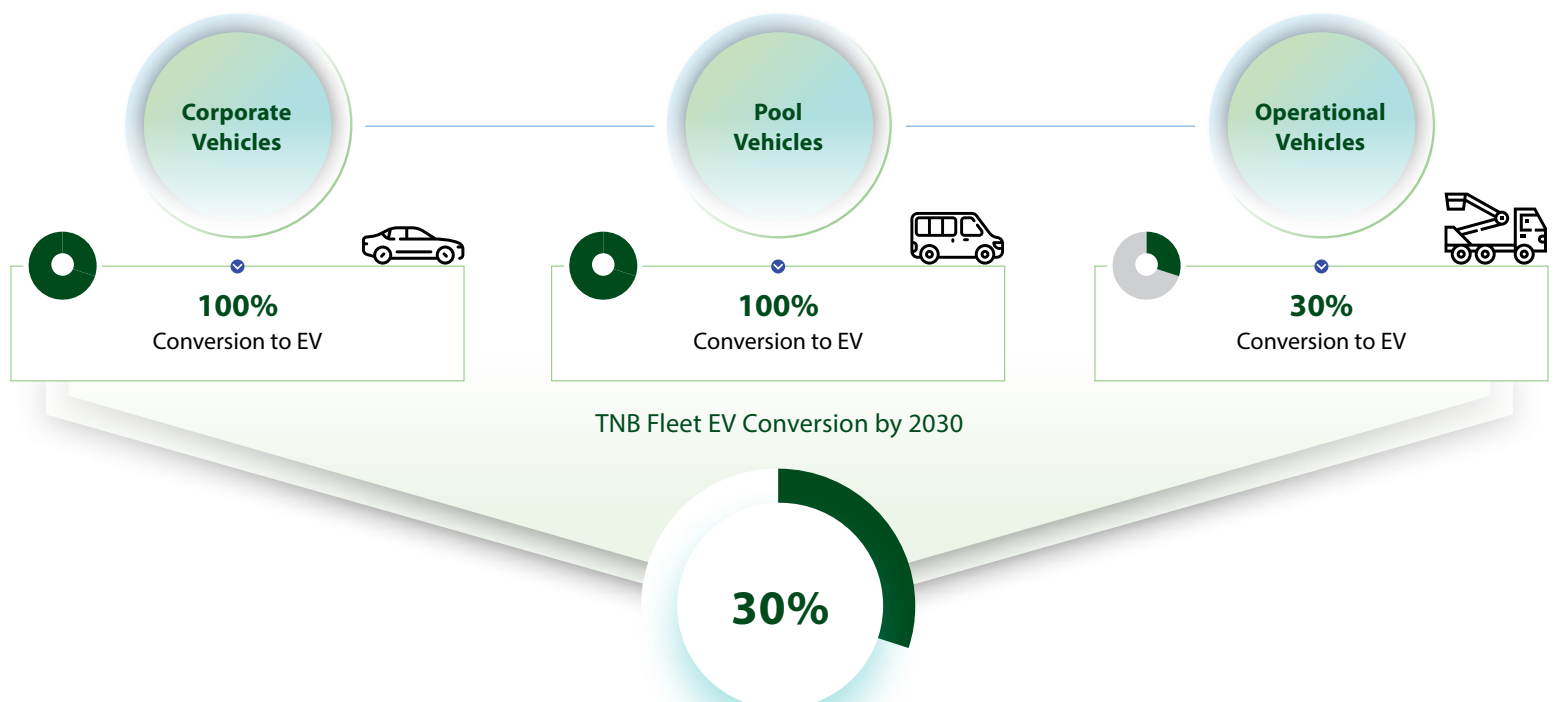 Corporate
Vehicles
Pool
Vehicles
Operational
Vehicles
100%
Conversion to EV
100%
Conversion to EV
30%
Conversion to EV
TNB Fleet EV Conversion by 2030
30%